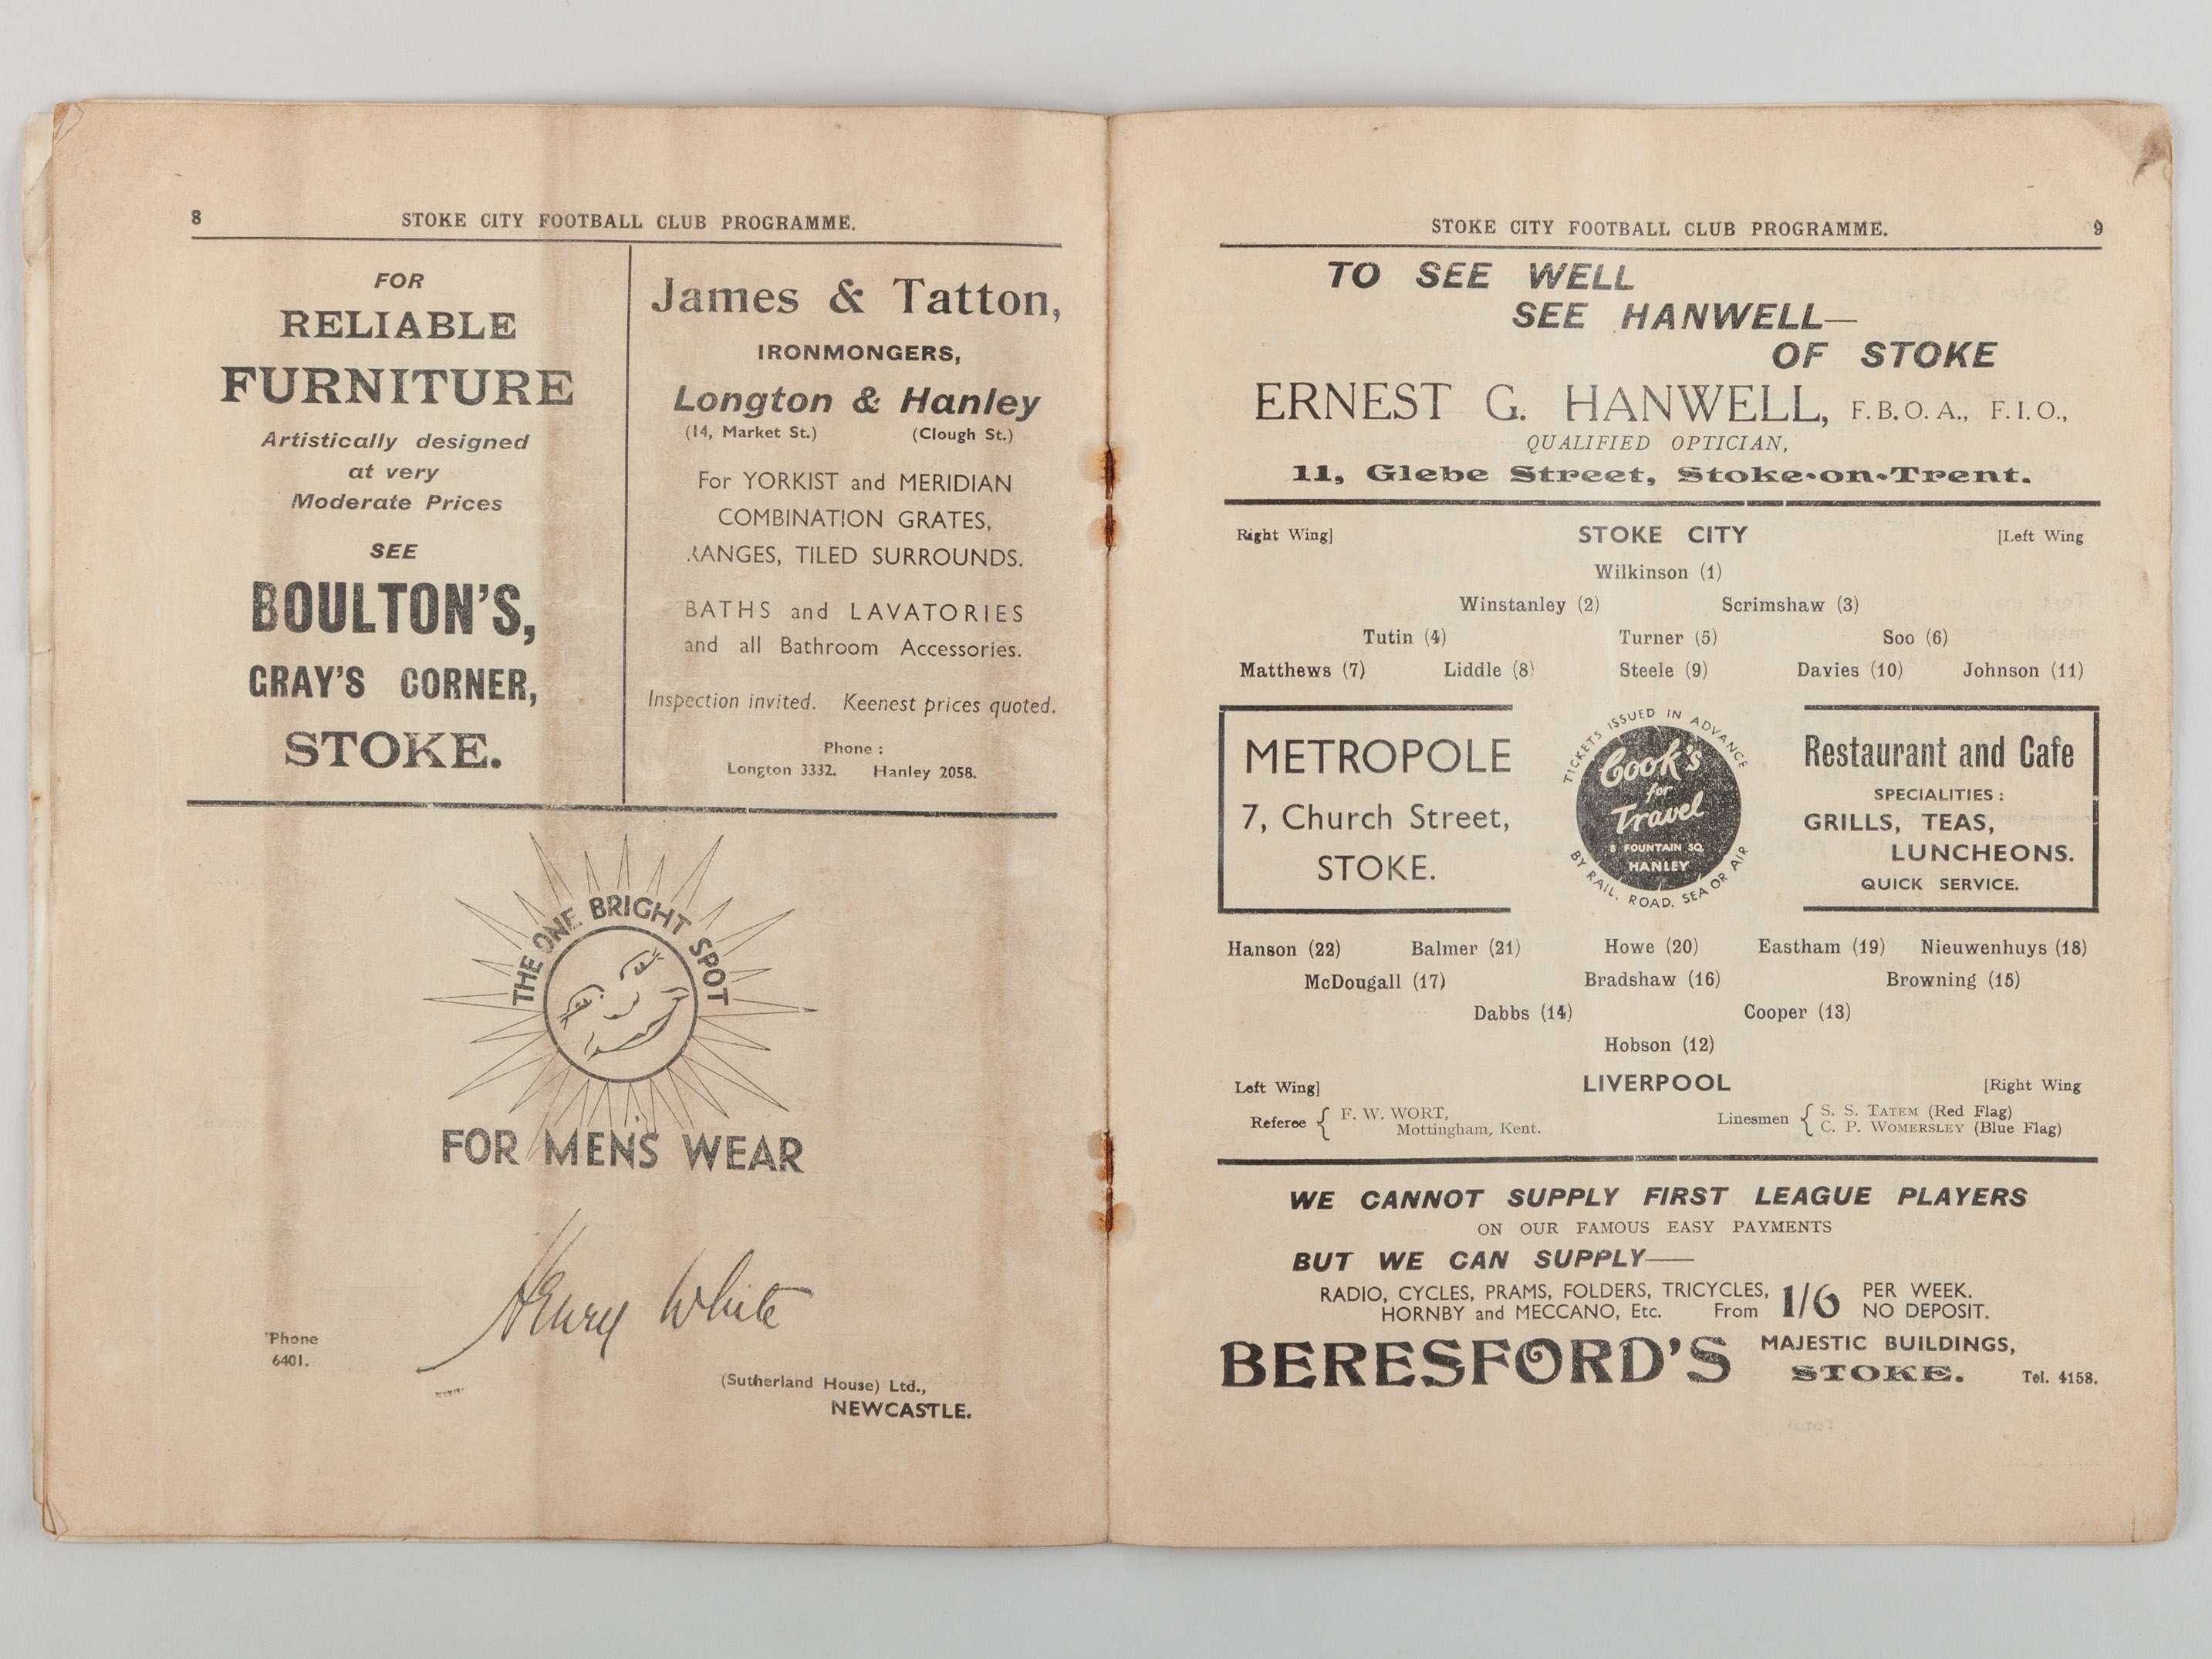 8
STOKE CITY FOOTBALL CLUB PROGRAMME.
FOR
RELIABLE
FURNITURE
Artistically designed
at very
Moderate Prices
SEE
BOULTON'S,
GRAY'S CORNER,
STOKE.
James & Tatton,
IRONMONGERS,
Longton & Hanley
(14, Market St.) (Clough St.)
For YORKIST and MERIDIAN
COMBINATION GRATES,
RANGES, TILED SURROUNDS.
BATHS and LAVATORIES
and all Bathroom Accessories.
Inspection invited. Keenest prices quoted.
Phone :
Longton 3332. Hanley 2058.
THE ONE BRIGHT SPOT
FOR MEN'S WEAR
Henry White
'Phone
6401.
(Sutherland House) Ltd.,
NEWCASTLE.
STOKE CITY FOOTBALL CLUB PROGRAMME. 9
TO SEE WELL
SEE HANWELL—
OF STOKE
ERNEST G. HANWELL, F.B.O.A., F.I.O.,
QUALIFIED OPTICIAN,
11, Glebe Street, Stoke-on-Trent.
Right Wing] STOKE CITY [Left Wing
Wilkinson (1)
Winstanley (2) Scrimshaw (3)
Tutin (4) Turner (5) Soo (6)
Matthews (7) Liddle (8) Steele (9) Davies (10) Johnson (11)
METROPOLE
7, Church Street,
STOKE.
TICKETS ISSUED IN ADVANCE
Cook's
for
Travel
8 FOUNTAIN SQ.
HANLEY
BY RAIL, ROAD, SEA OR AIR
Restaurant and Cafe
SPECIALITIES :
GRILLS, TEAS,
LUNCHEONS.
QUICK SERVICE.
Hanson (22) Balmer (21) Howe (20) Eastham (19) Nieuwenhuys (18)
McDougall (17) Bradshaw (16) Browning (15)
Dabbs (14) Cooper (13)
Hobson (12)
Left Wing] LIVERPOOL [Right Wing
Referee { F. W. WORT,
Mottingham, Kent.
Linesmen { S. S. TATEM (Red Flag)
C. P. WOMERSLEY (Blue Flag)
WE CANNOT SUPPLY FIRST LEAGUE PLAYERS
ON OUR FAMOUS EASY PAYMENTS
BUT WE CAN SUPPLY—
RADIO, CYCLES, PRAMS, FOLDERS, TRICYCLES,
HORNBY and MECCANO, Etc. From 1/6 PER WEEK.
NO DEPOSIT.
BERESFORD'S MAJESTIC BUILDINGS,
STOKE. Tel. 4158.